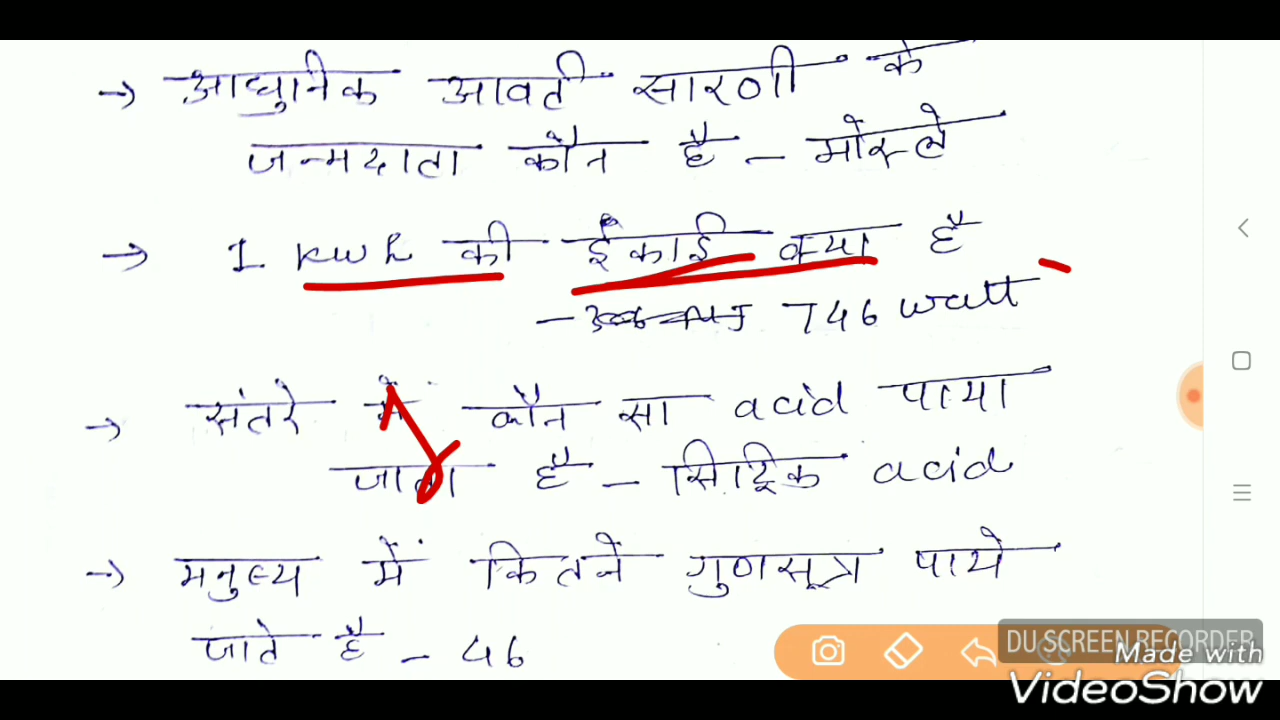 → आधुनिक आवर्त सारणी के
जन्मदाता कौन है – मोस्ले
→ 1 kwh की ईकाई क्या है
– 746 watt
→ संतरे में कौन सा acid पाया
जाता है – सिट्रिक acid
→ मनुष्य में कितने गुणसूत्र पाये
जाते है – 46
DU SCREEN RECORDER
Made with
VideoShow